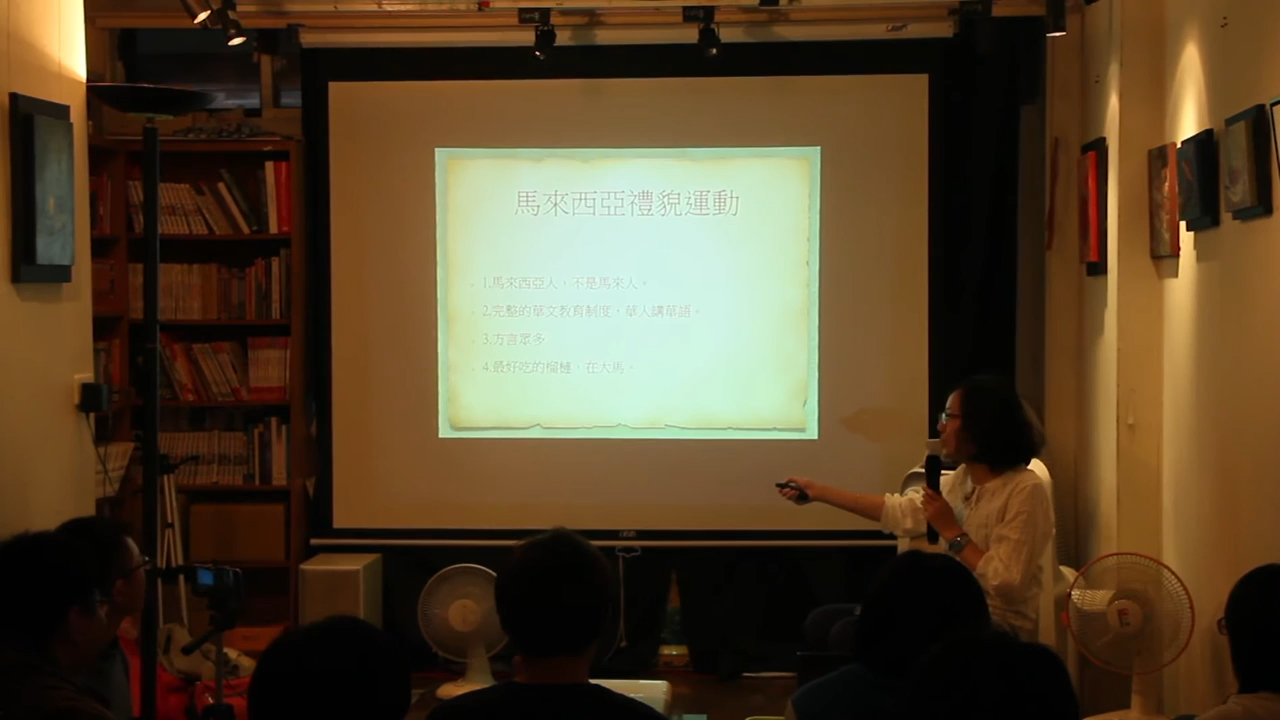 馬來西亞禮貌運動
1.馬來西亞人，不是馬來人。
2.完整的華文教育制度，華人講華語。
3.方言眾多
4.最好吃的榴槤，在大馬。